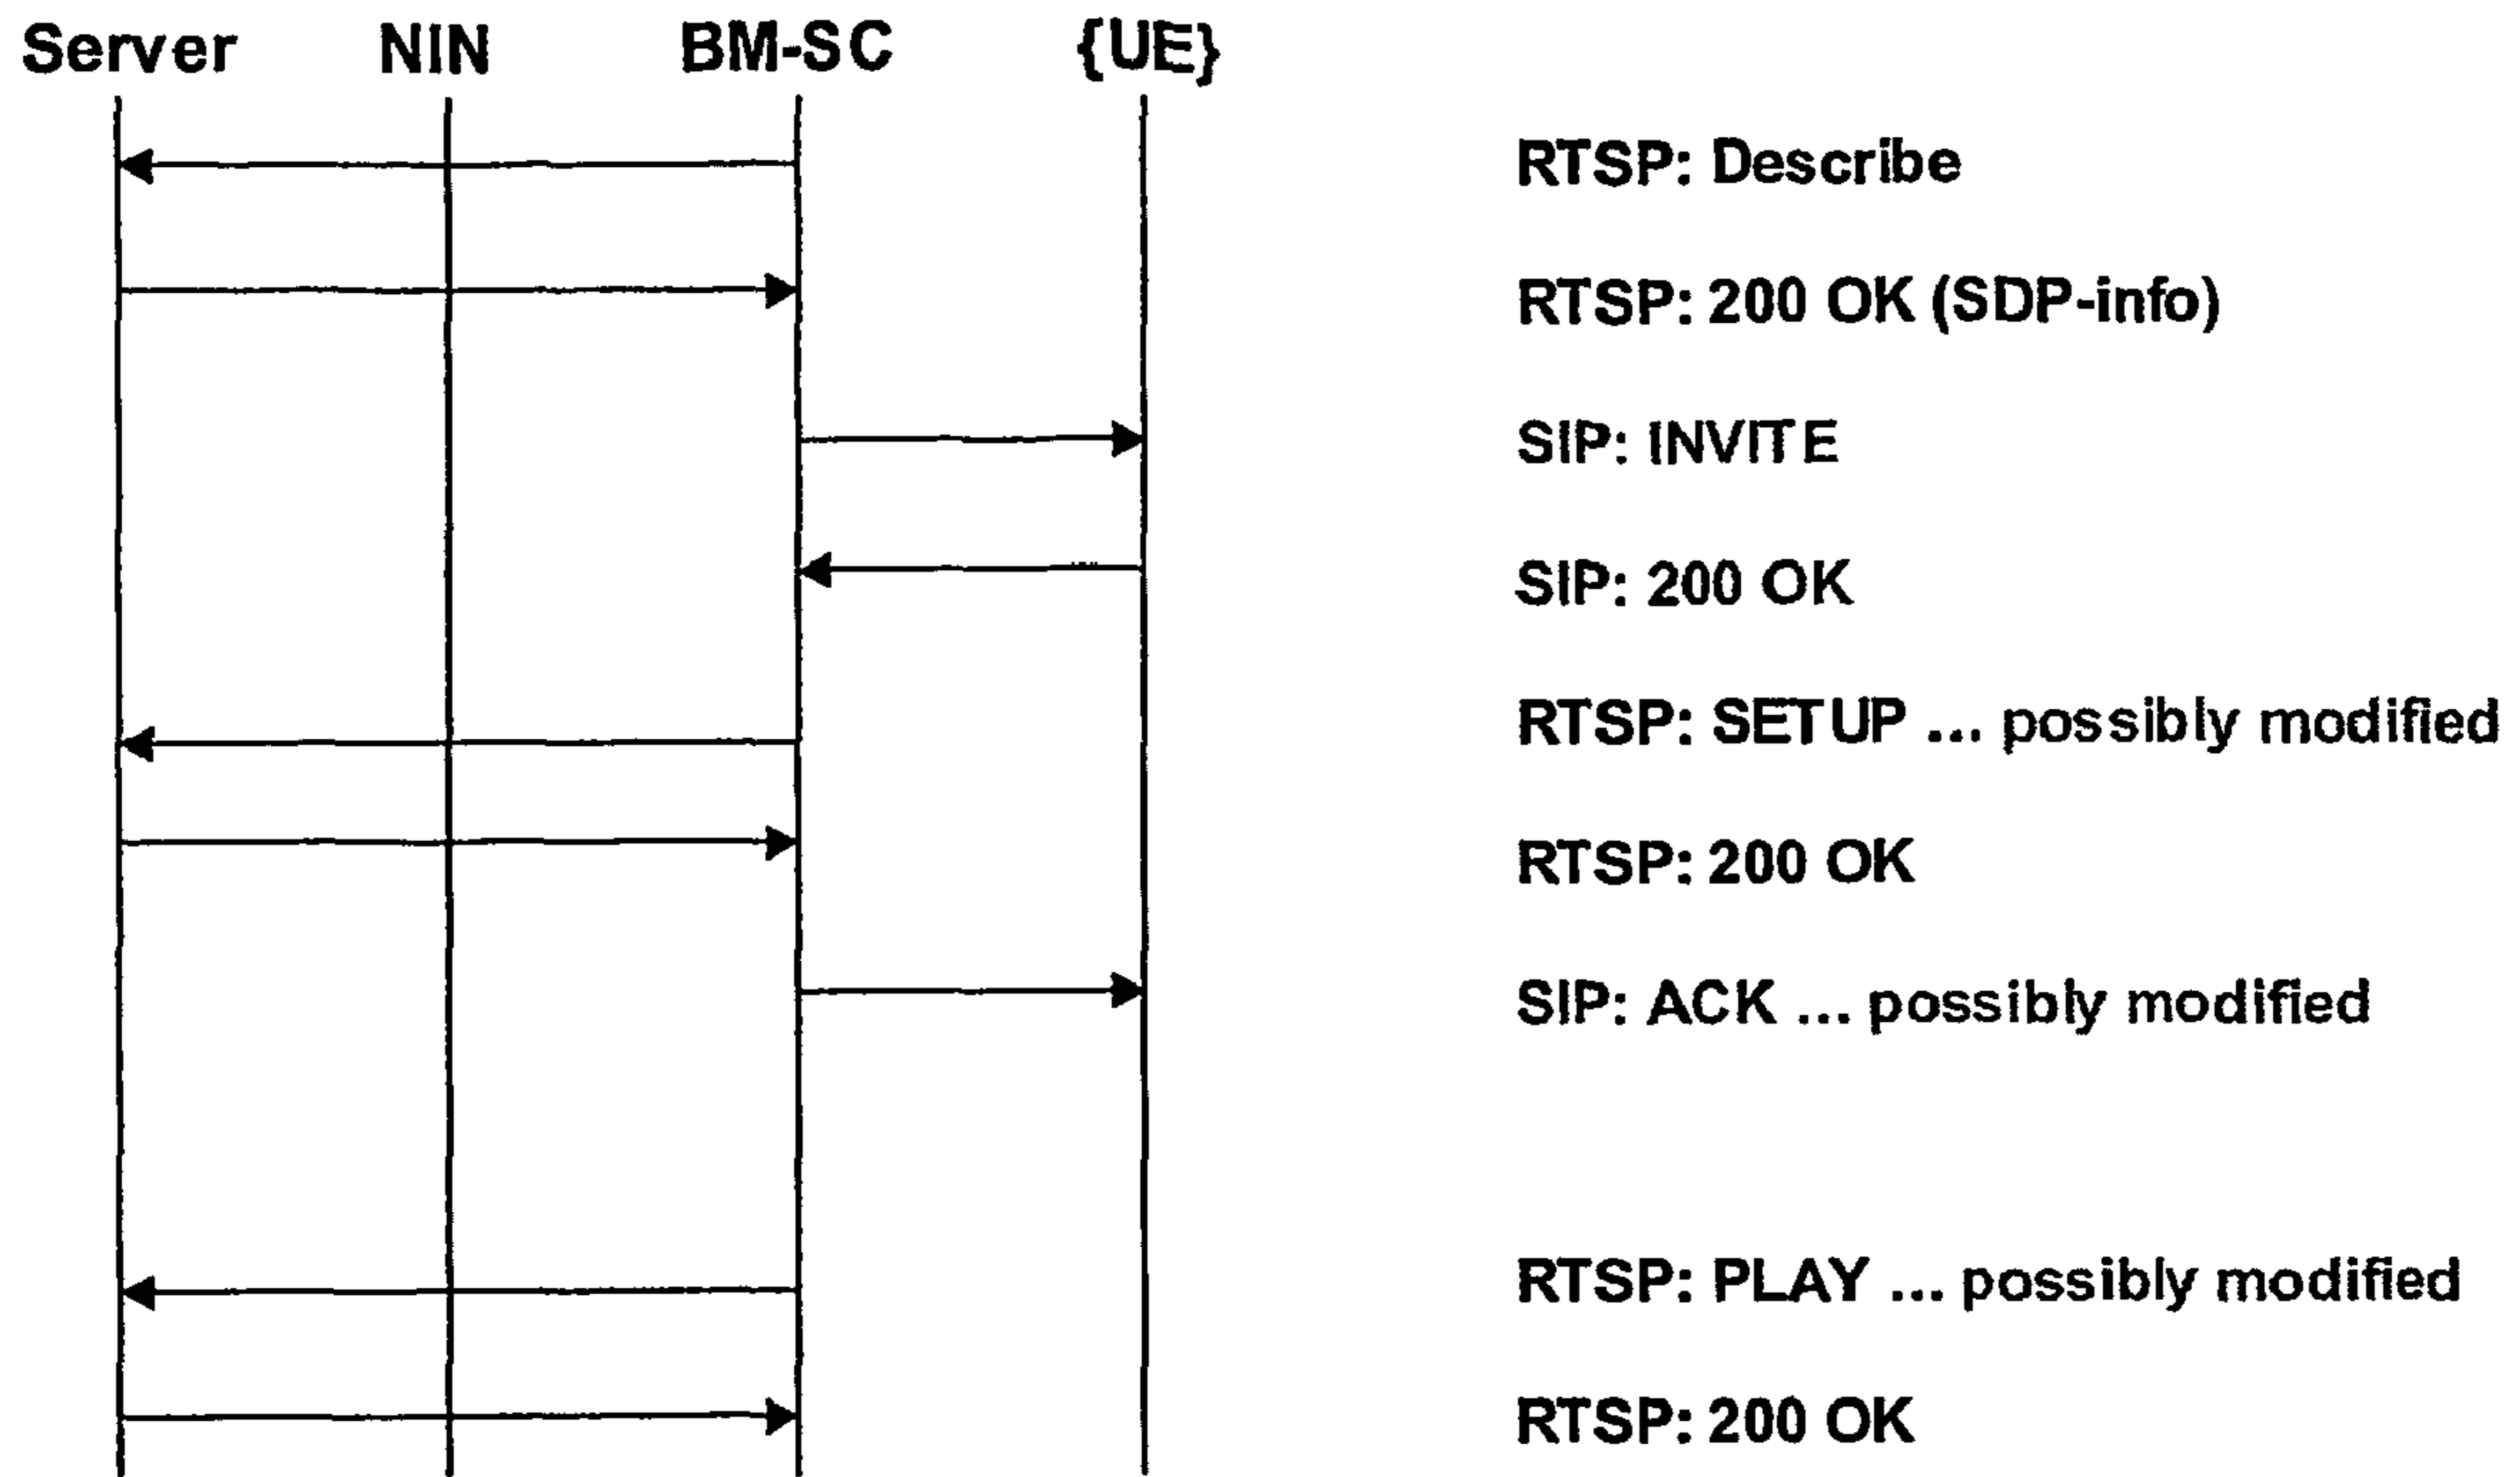 Server NIN BM-SC {UE}
RTSP: Describe
RTSP: 200 OK (SDP-info)
SIP: INVITE
SIP: 200 OK
RTSP: SETUP ... possibly modified
RTSP: 200 OK
SIP: ACK ... possibly modified
RTSP: PLAY ... possibly modified
RTSP: 200 OK